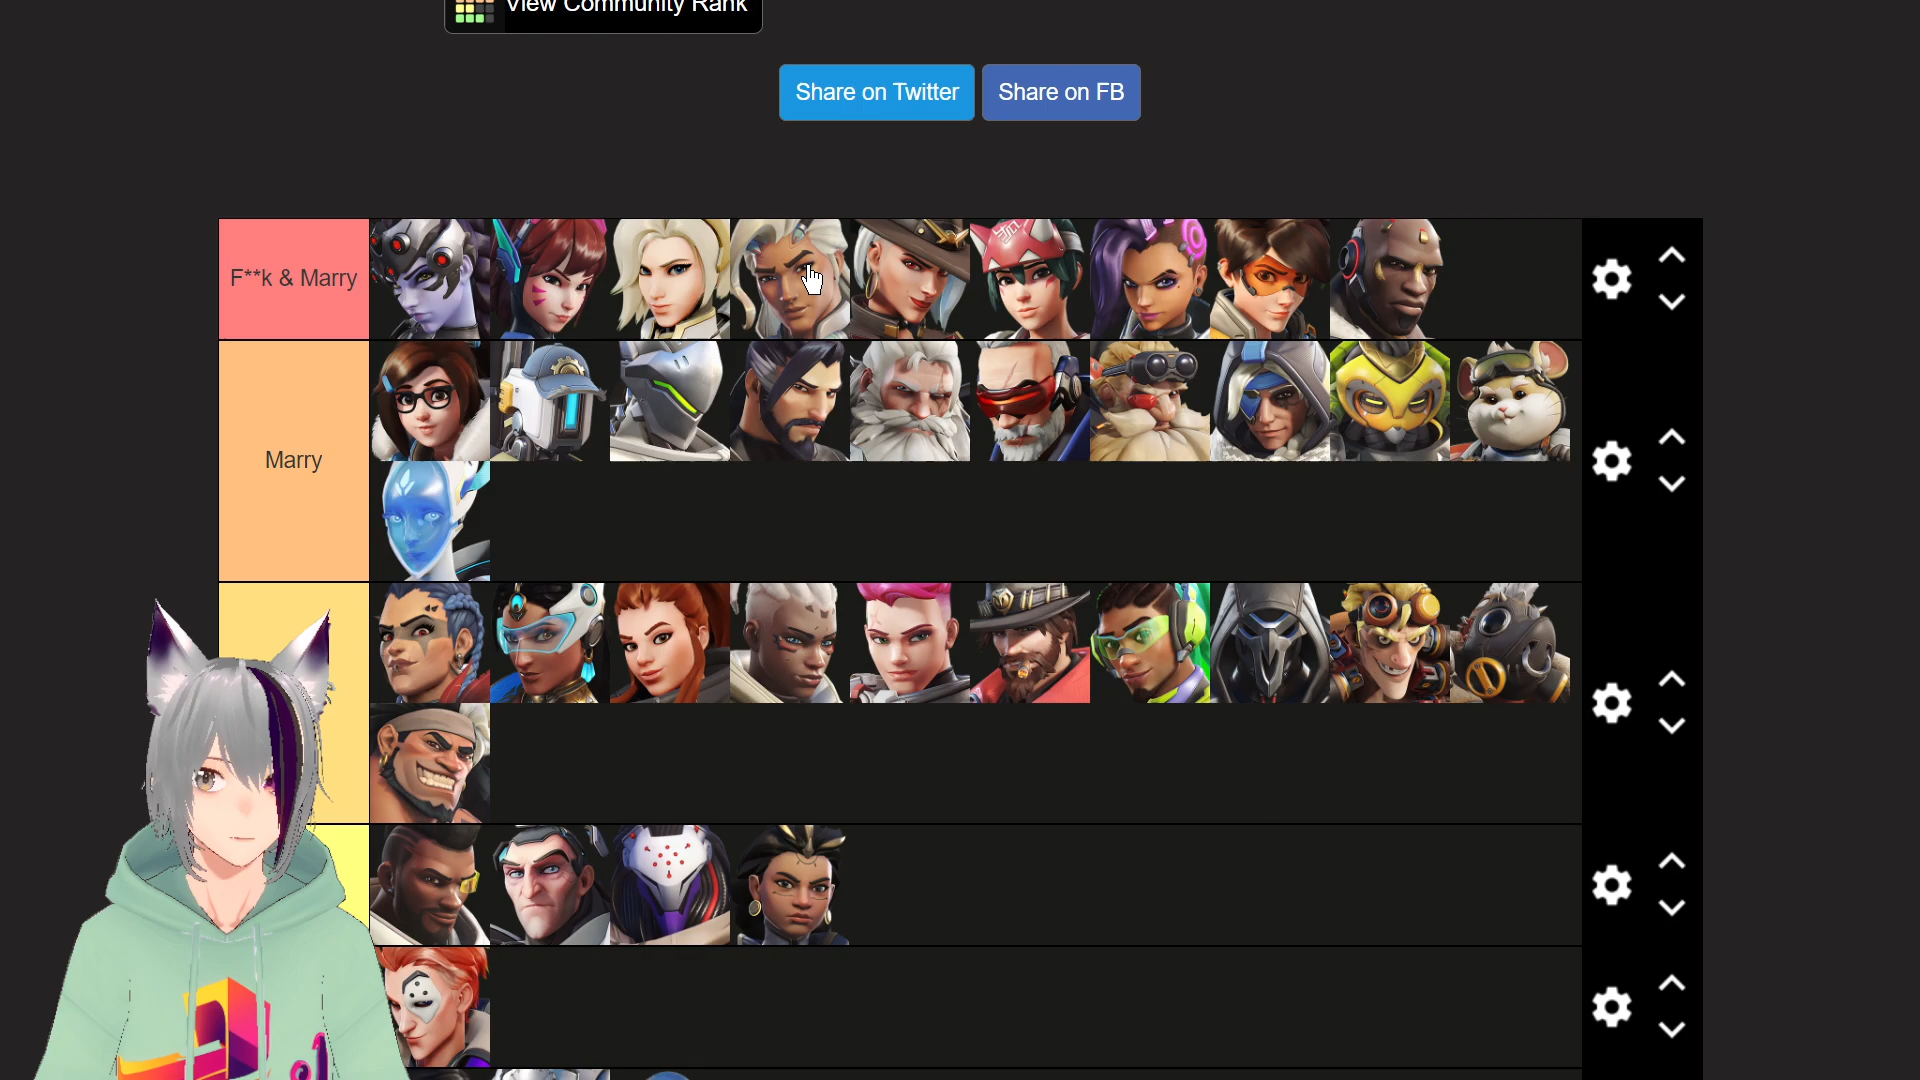 View Community Rank
Share on Twitter
Share on FB
F**k & Marry
Marry